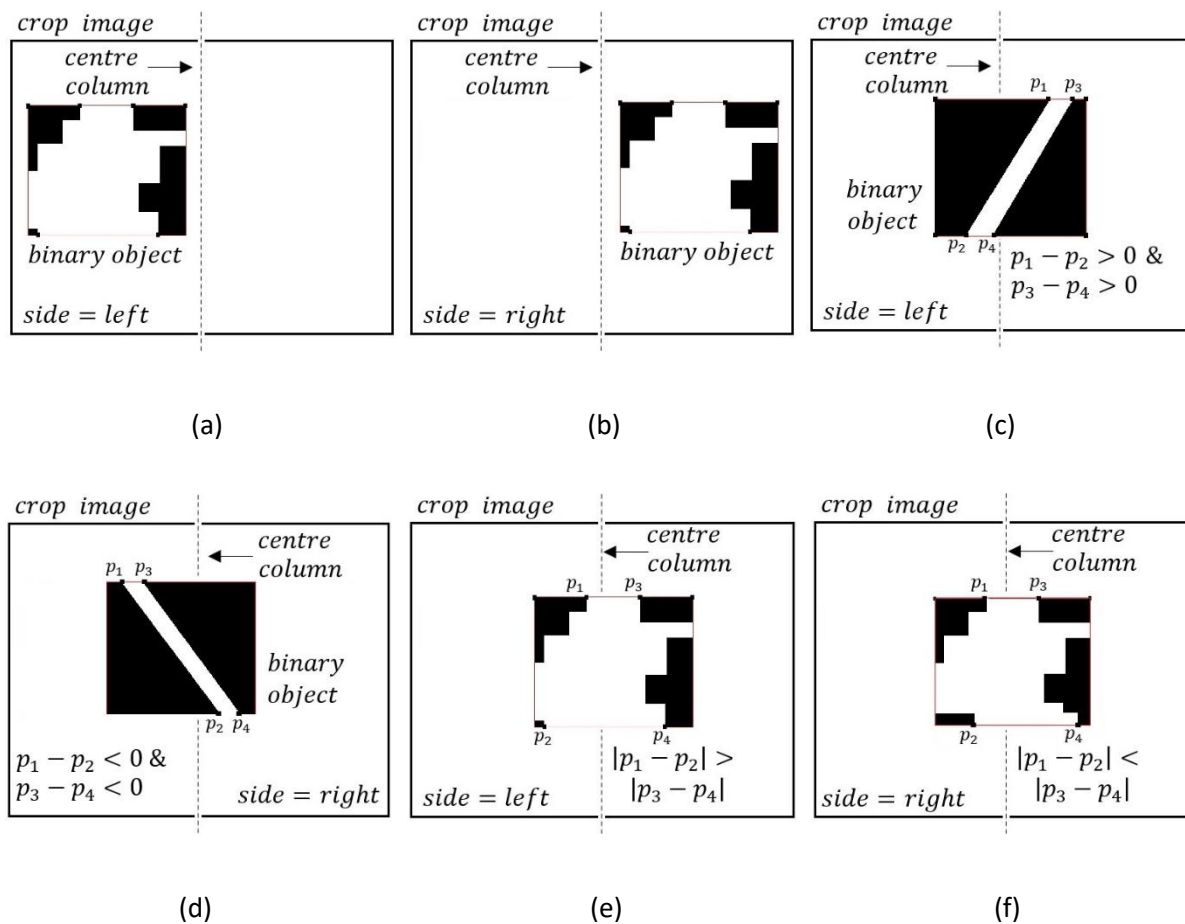 crop image
centre
column
binary object
side = left
(a)
crop image
centre
column
binary object
side = right
(b)
crop image
centre
column
p₁ p₃
binary
object
p₂ p₄
p₁ − p₂ > 0 &
p₃ − p₄ > 0
side = left
(c)
crop image
centre
column
p₁ p₃
binary
object
p₂ p₄
p₁ − p₂ < 0 &
p₃ − p₄ < 0
side = right
(d)
crop image
centre
column
p₁ p₃
p₂ p₄
|p₁ − p₂| >
|p₃ − p₄|
side = left
(e)
crop image
centre
column
p₁ p₃
p₂ p₄
|p₁ − p₂| <
|p₃ − p₄|
side = right
(f)